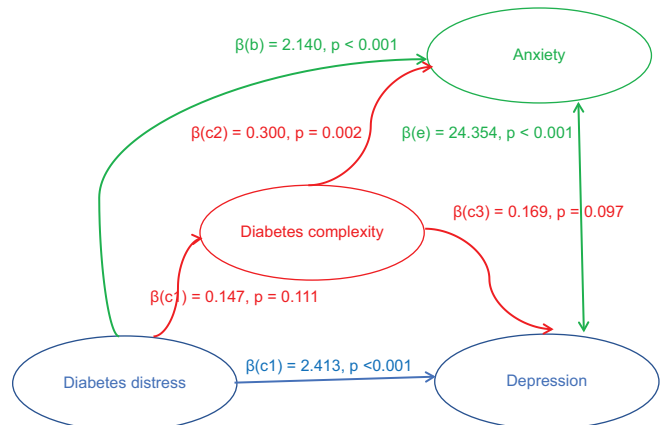 β(b) = 2.140, p < 0.001
Anxiety
β(c2) = 0.300, p = 0.002
β(e) = 24.354, p < 0.001
Diabetes complexity
β(c3) = 0.169, p = 0.097
β(c1) = 0.147, p = 0.111
β(c1) = 2.413, p <0.001
Diabetes distress
Depression